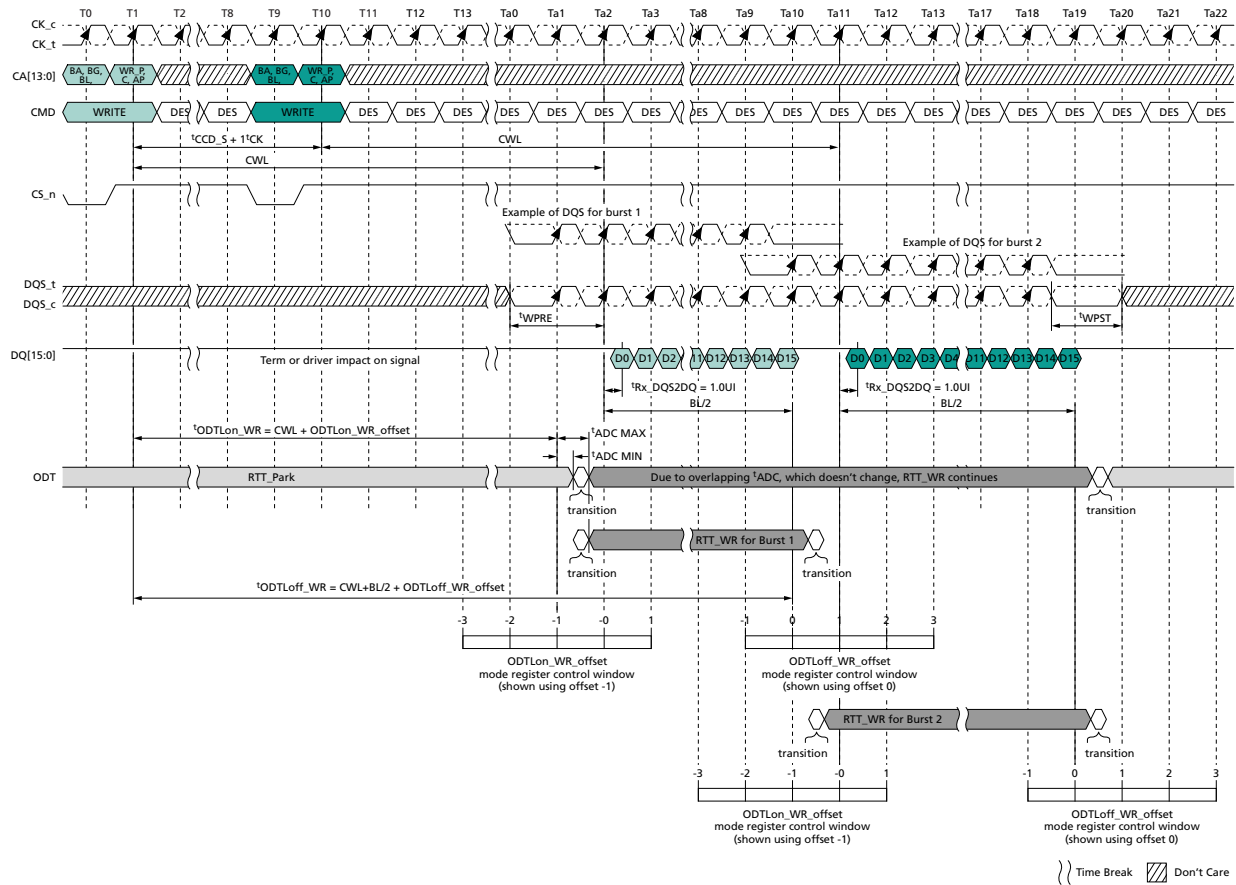 T0 T1 T2 T8 T9 T10 T11 T12 T13 Ta0 Ta1 Ta2 Ta3 Ta8 Ta9 Ta10 Ta11 Ta12 Ta13 Ta17 Ta18 Ta19 Ta20 Ta21 Ta22
CK_c
CK_t
CA[13:0]
BA, BG, BL,
WR_P, C, AP
BA, BG, BL,
WR_P, C, AP
CMD WRITE DES DES WRITE DES DES DES DES DES DES DES DES DES DES DES DES DES DES DES DES DES DES
tCCD_S + 1tCK CWL
CWL
CS_n
Example of DQS for burst 1
Example of DQS for burst 2
DQS_t
DQS_c
tWPRE tWPST
DQ[15:0] Term or driver impact on signal D0 D1 D2 11 D12 D13 D14 D15 D0 D1 D2 D3 D4 D11 D12 D13 D14 D15
tRx_DQS2DQ = 1.0UI tRx_DQS2DQ = 1.0UI
BL/2 BL/2
tODTLon_WR = CWL + ODTLon_WR_offset tADC MAX
tADC MIN
ODT RTT_Park Due to overlapping tADC, which doesn't change, RTT_WR continues
transition transition
RTT_WR for Burst 1
transition transition
tODTLoff_WR = CWL+BL/2 + ODTLoff_WR_offset
-3 -2 -1 -0 1 -1 0 1 2 3
ODTLon_WR_offset ODTLoff_WR_offset
mode register control window mode register control window
(shown using offset -1) (shown using offset 0)
RTT_WR for Burst 2
transition transition
-3 -2 -1 -0 1 -1 0 1 2 3
ODTLon_WR_offset ODTLoff_WR_offset
mode register control window mode register control window
(shown using offset -1) (shown using offset 0)
Time Break Don't Care